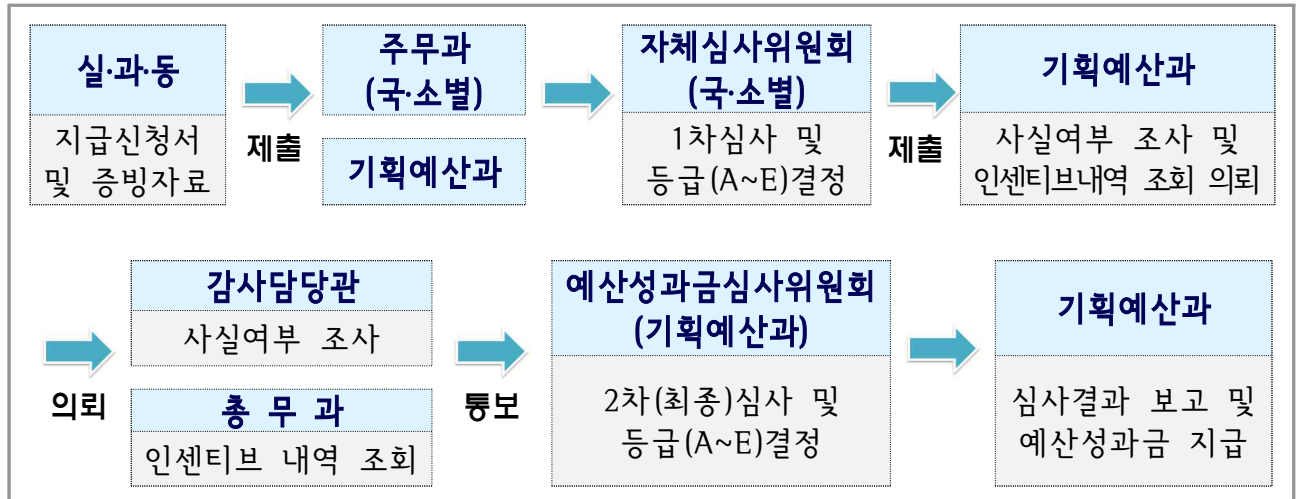 실·과·동
지급신청서
및 증빙자료
제출
주무과
(국·소별)
기획예산과
자체심사위원회
(국·소별)
1차심사 및
등급(A~E)결정
제출
기획예산과
사실여부 조사 및
인센티브내역 조회 의뢰
의뢰
감사담당관
사실여부 조사
총 무 과
인센티브 내역 조회
통보
예산성과금심사위원회
(기획예산과)
2차(최종)심사 및
등급(A~E)결정
기획예산과
심사결과 보고 및
예산성과금 지급